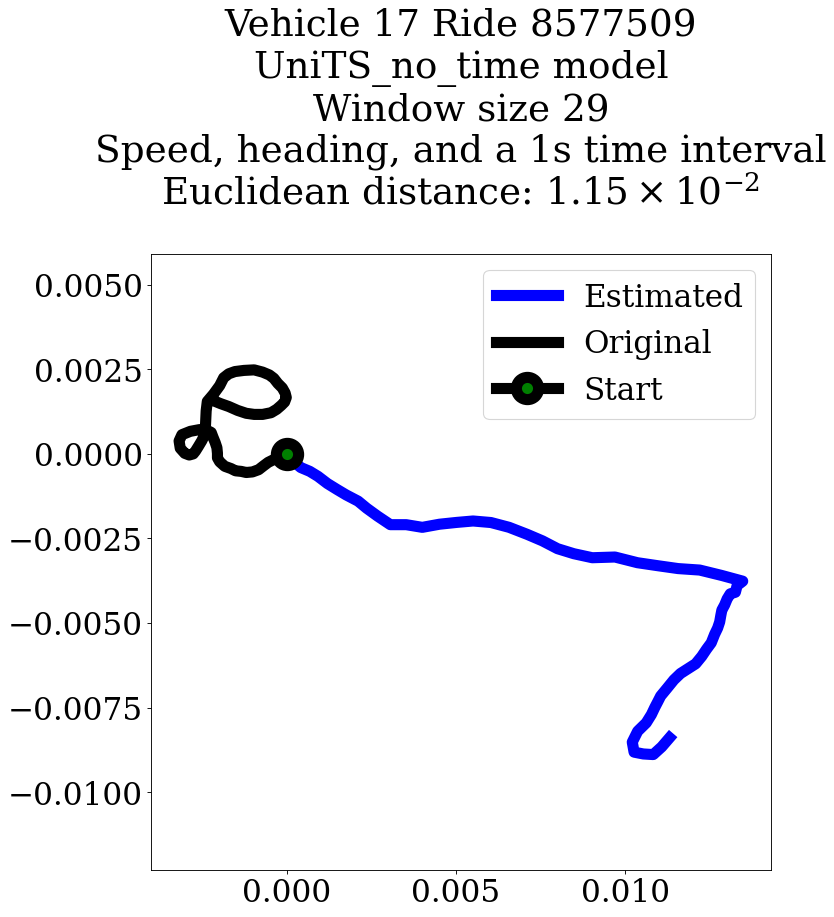 Vehicle 17 Ride 8577509
UniTS_no_time model
Window size 29
Speed, heading, and a 1s time interval
Euclidean distance: 1.15 × 10⁻²
Estimated
Original
Start
0.0050
0.0025
0.0000
−0.0025
−0.0050
−0.0075
−0.0100
0.000 0.005 0.010